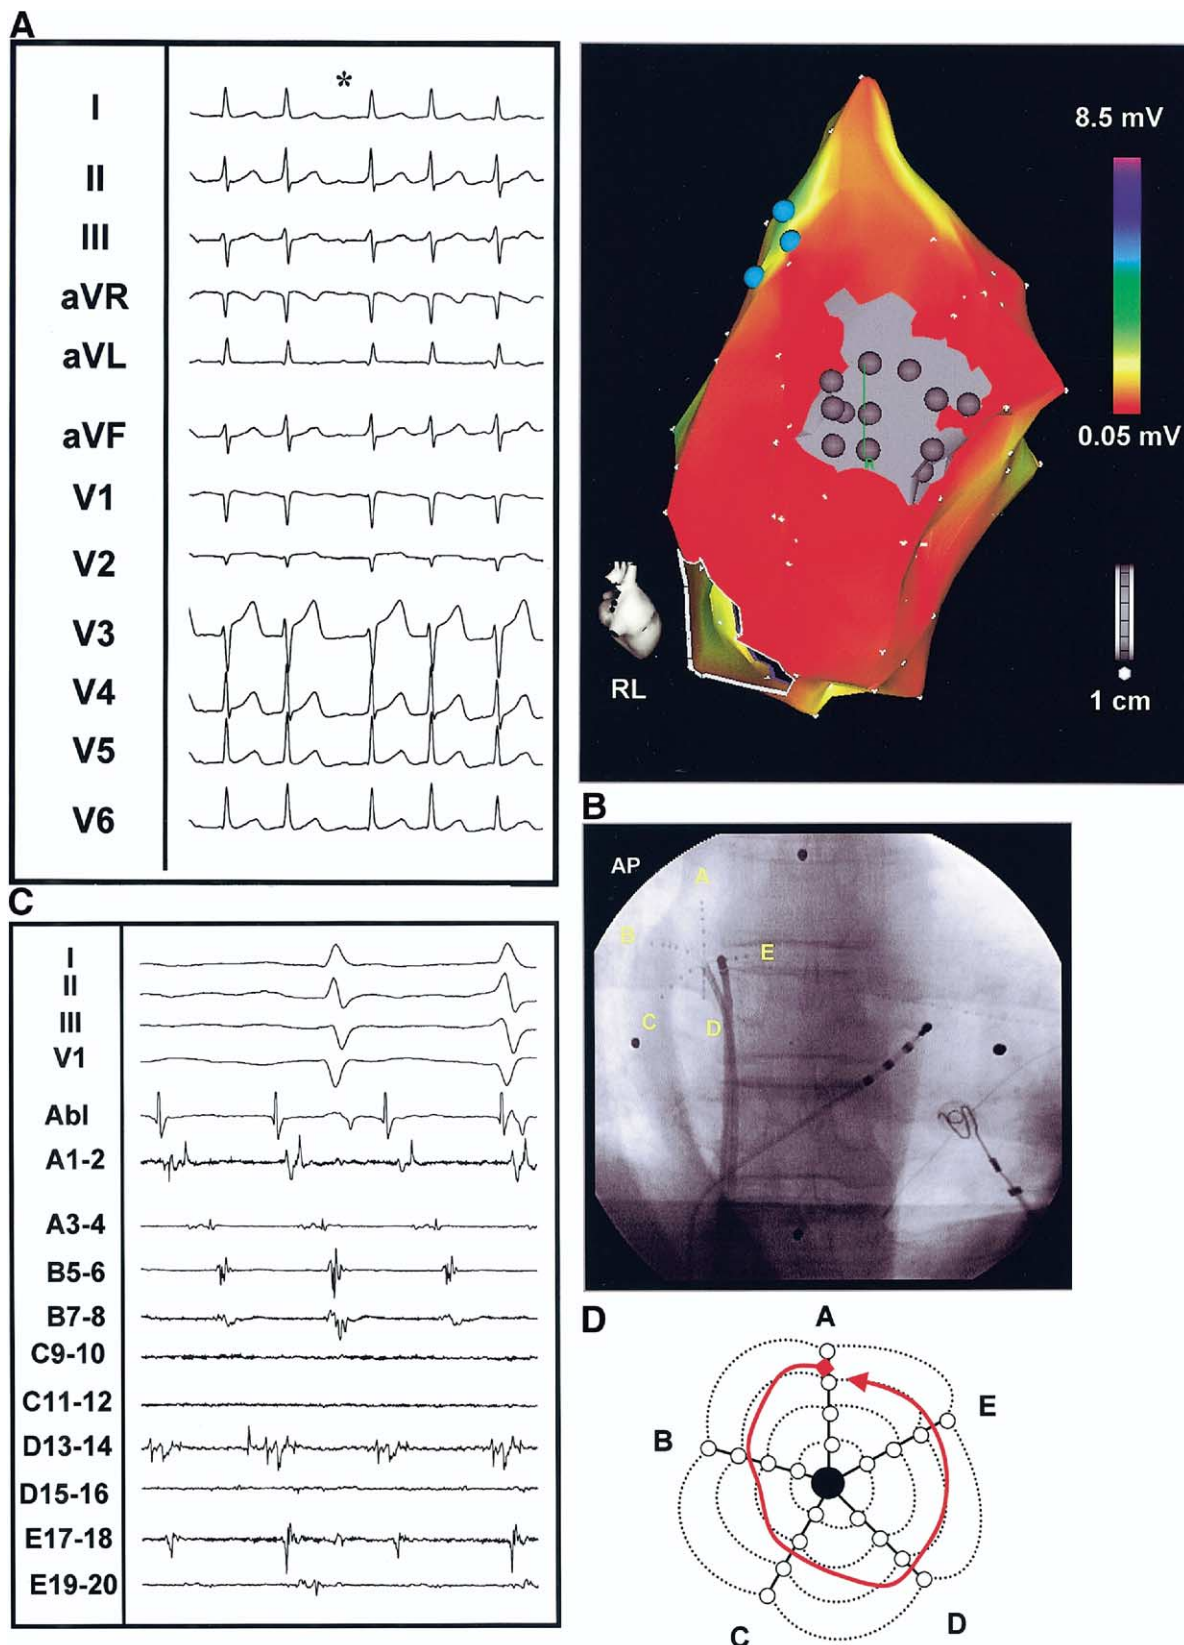 A
*
I
II
III
aVR
aVL
aVF
V1
V2
V3
V4
V5
V6
8.5 mV
0.05 mV
RL
1 cm
B
AP
A
B
E
C
D
C
I
II
III
V1
Abl
A1-2
A3-4
B5-6
B7-8
C9-10
C11-12
D13-14
D15-16
E17-18
E19-20
D
A
E
B
C
D